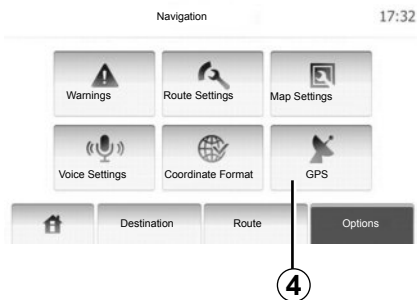 Navigation 17:32
Warnings Route Settings Map Settings
Voice Settings Coordinate Format GPS
Destination Route Options
4